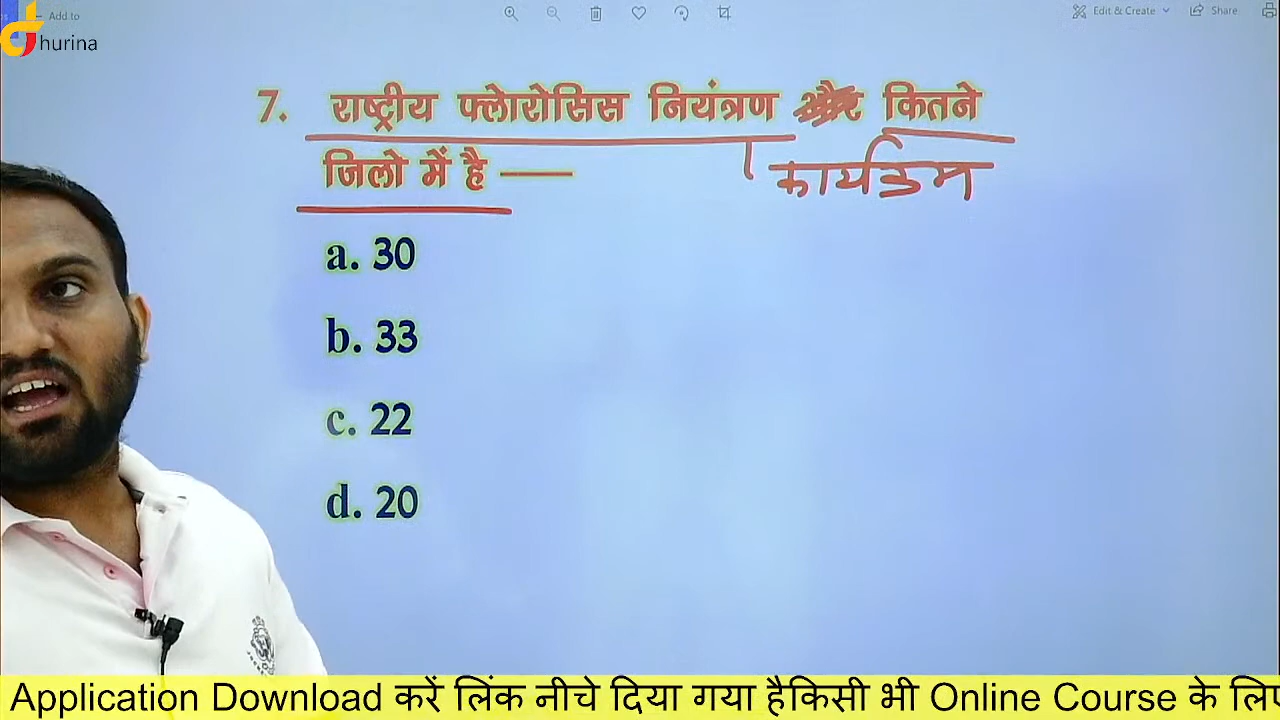 Add to
Edit & Create
Share
hurina
7. राष्ट्रीय फ्लोरोसिस नियंत्रण और कितने
जिलो में है
कार्यक्रम
a. 30
b. 33
c. 22
d. 20
Application Download करें लिंक नीचे दिया गया हैकिसी भी Online Course के लिए